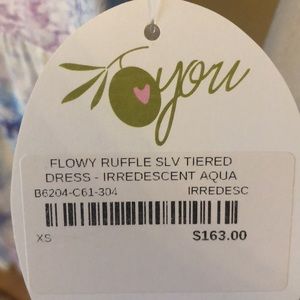 you
FLOWY RUFFLE SLV TIERED
DRESS - IRREDESCENT AQUA
B6204-C61-304 IRREDESC
XS $163.00